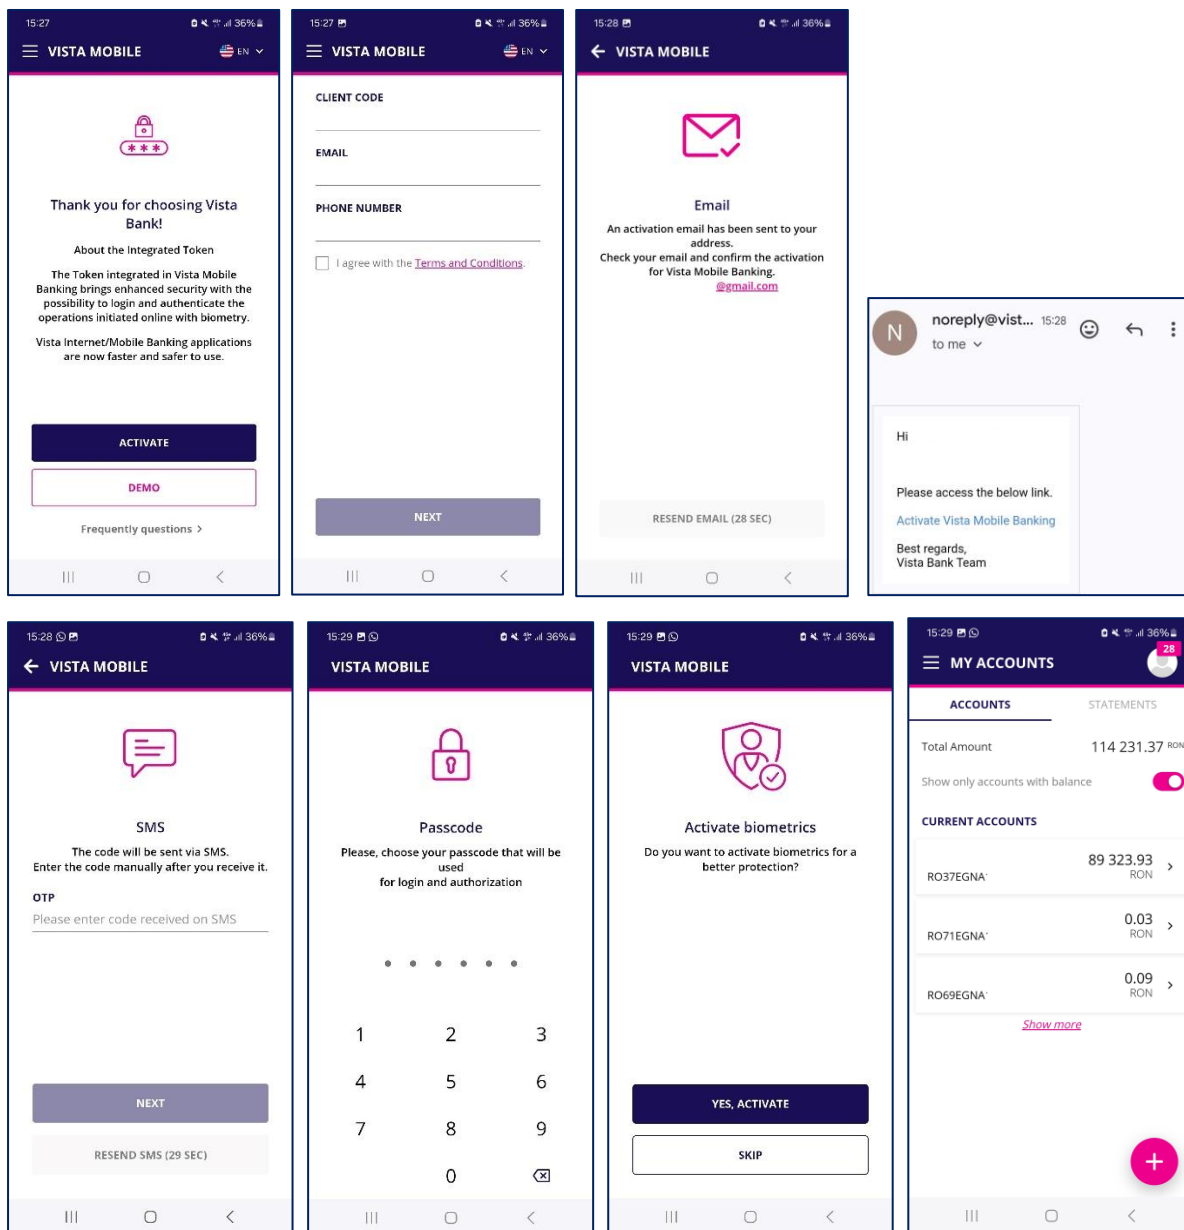 15:27
36%
VISTA MOBILE
EN
***
Thank you for choosing Vista
Bank!
About the Integrated Token
The Token integrated in Vista Mobile
Banking brings enhanced security with the
possibility to login and authenticate the
operations initiated online with biometry.
Vista Internet/Mobile Banking applications
are now faster and safer to use.
ACTIVATE
DEMO
Frequently questions >
15:27
36%
VISTA MOBILE
EN
CLIENT CODE
EMAIL
PHONE NUMBER
I agree with the Terms and Conditions.
NEXT
15:28
36%
VISTA MOBILE
Email
An activation email has been sent to your
address.
Check your email and confirm the activation
for Vista Mobile Banking.
@gmail.com
RESEND EMAIL (28 SEC)
N
noreply@vist... 15:28
to me
Hi
Please access the below link.
Activate Vista Mobile Banking
Best regards,
Vista Bank Team
15:28
36%
VISTA MOBILE
SMS
The code will be sent via SMS.
Enter the code manually after you receive it.
OTP
Please enter code received on SMS
NEXT
RESEND SMS (29 SEC)
15:29
36%
VISTA MOBILE
Passcode
Please, choose your passcode that will be
used
for login and authorization
1 2 3
4 5 6
7 8 9
0
15:29
36%
VISTA MOBILE
Activate biometrics
Do you want to activate biometrics for a
better protection?
YES, ACTIVATE
SKIP
15:29
36%
28
MY ACCOUNTS
ACCOUNTS STATEMENTS
Total Amount 114 231.37 RON
Show only accounts with balance
CURRENT ACCOUNTS
89 323.93
RO37EGNA RON
0.03
RO71EGNA RON
0.09
RO69EGNA RON
Show more
+